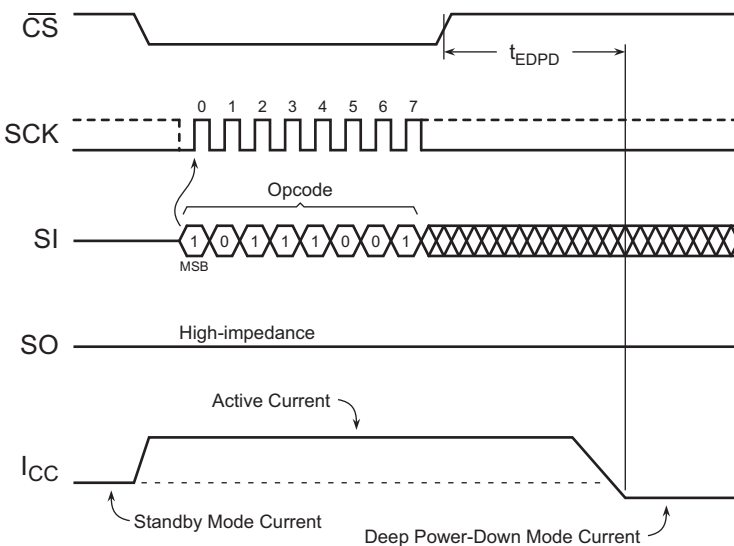 CS
tEDPD
0 1 2 3 4 5 6 7
SCK
Opcode
SI
1 0 1 1 1 0 0 1
MSB
High-impedance
SO
Active Current
ICC
Standby Mode Current
Deep Power-Down Mode Current